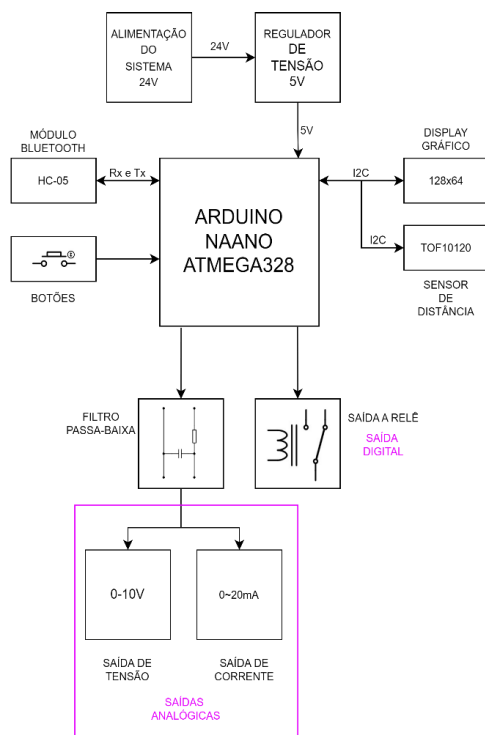 ALIMENTAÇÃO
DO
SISTEMA
24V
24V
REGULADOR
DE
TENSÃO
5V
5V
MÓDULO
BLUETOOTH
HC-05
Rx e Tx
ARDUINO
NAANO
ATMEGA328
I2C
DISPLAY
GRÁFICO
128x64
I2C
TOF10120
SENSOR
DE
DISTÂNCIA
BOTÕES
FILTRO
PASSA-BAIXA
SAÍDA A RELÊ
SAÍDA
DIGITAL
0-10V
0~20mA
SAÍDA DE
TENSÃO
SAÍDA DE
CORRENTE
SAÍDAS
ANALÓGICAS